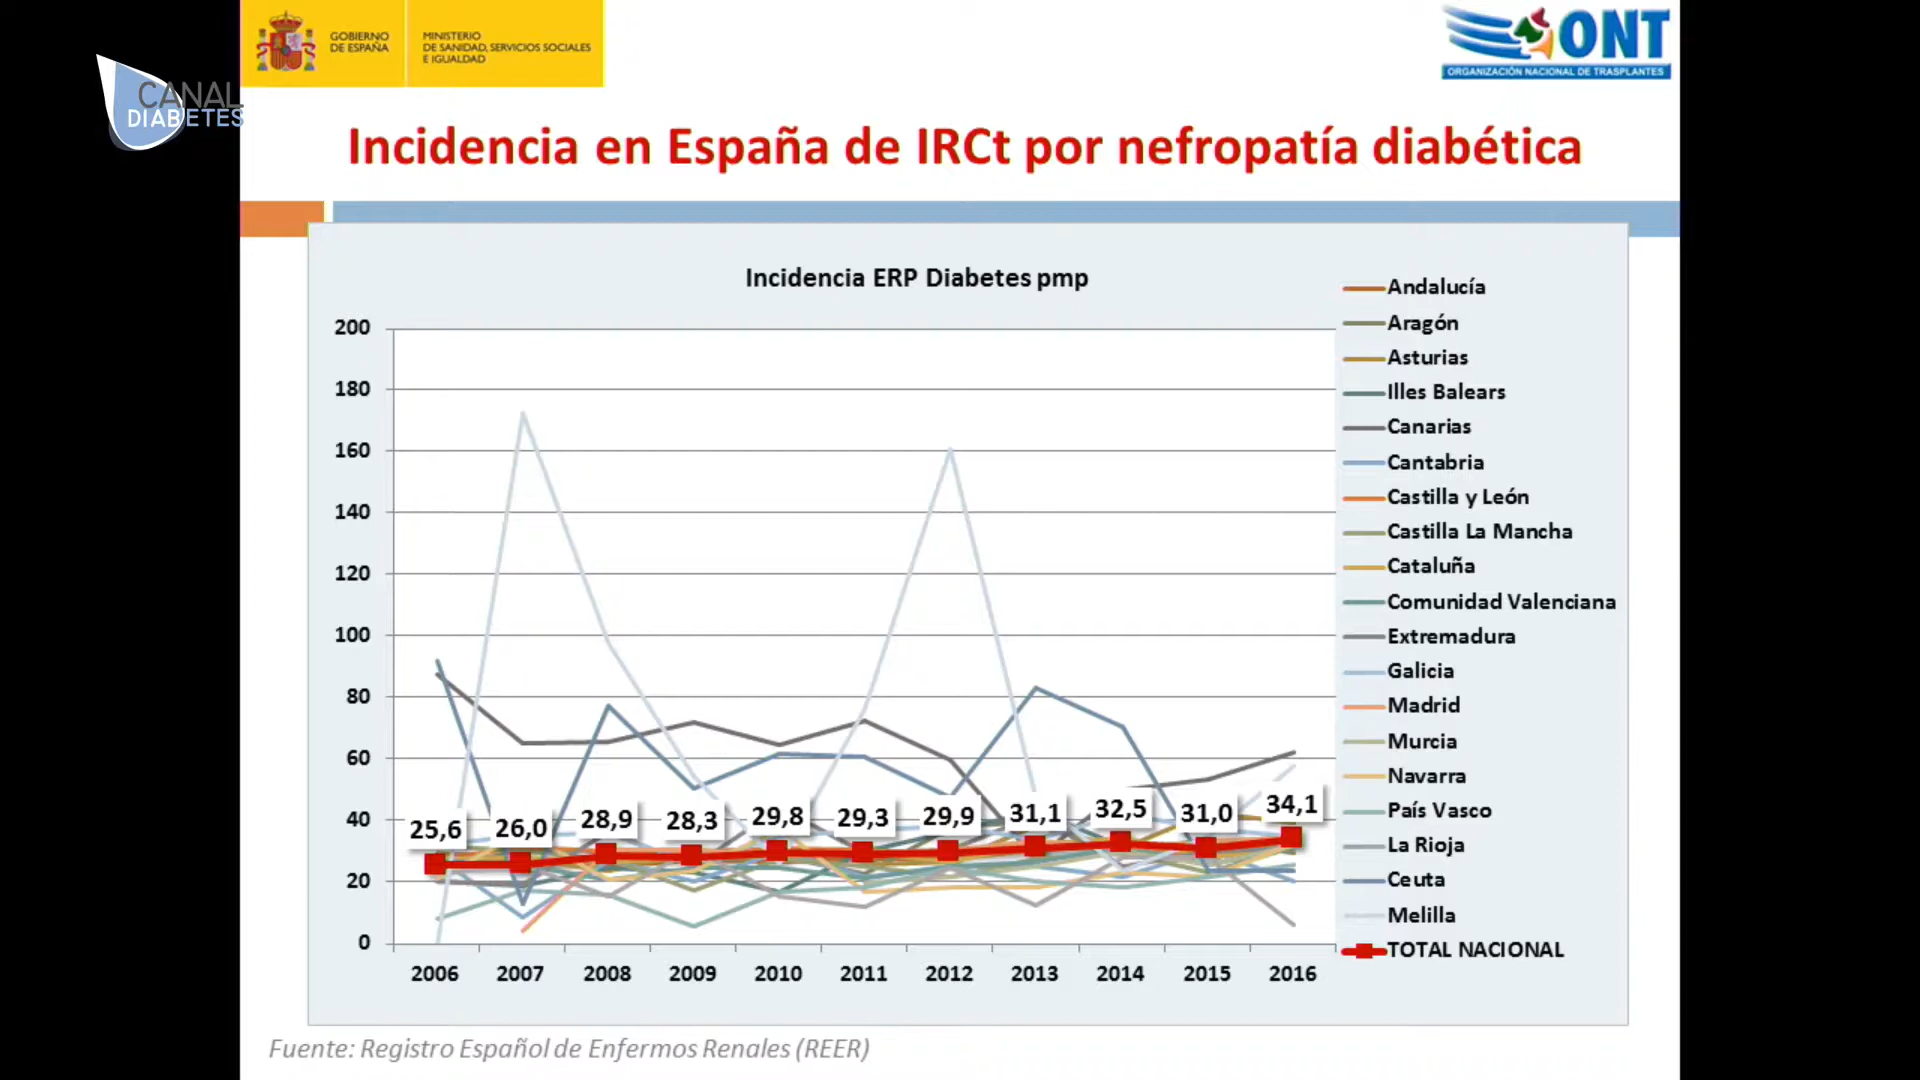 GOBIERNO
DE ESPAÑA
MINISTERIO
DE SANIDAD, SERVICIOS SOCIALES
E IGUALDAD
ONT
ORGANIZACIÓN NACIONAL DE TRASPLANTES
CANAL
DIABETES
Incidencia en España de IRCt por nefropatía diabética
Incidencia ERP Diabetes pmp
200
180
160
140
120
100
80
60
40
20
0
25,6
26,0
28,9
28,3
29,8
29,3
29,9
31,1
32,5
31,0
34,1
2006
2007
2008
2009
2010
2011
2012
2013
2014
2015
2016
Andalucía
Aragón
Asturias
Illes Balears
Canarias
Cantabria
Castilla y León
Castilla La Mancha
Cataluña
Comunidad Valenciana
Extremadura
Galicia
Madrid
Murcia
Navarra
País Vasco
La Rioja
Ceuta
Melilla
TOTAL NACIONAL
Fuente: Registro Español de Enfermos Renales (REER)